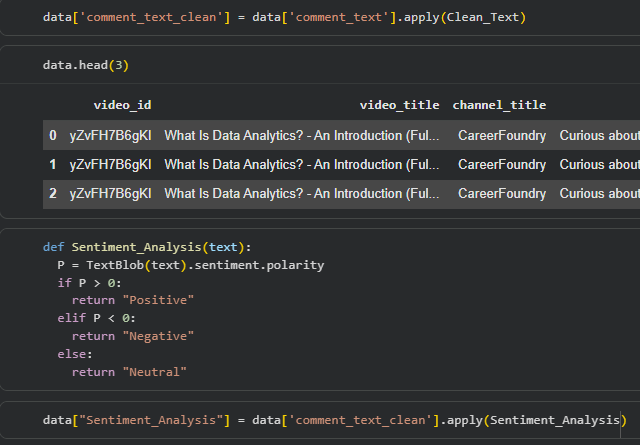 data['comment_text_clean'] = data['comment_text'].apply(Clean_Text)
data.head(3)
video_id video_title channel_title
0 yZvFH7B6gKI What Is Data Analytics? - An Introduction (Ful... CareerFoundry Curious about
1 yZvFH7B6gKI What Is Data Analytics? - An Introduction (Ful... CareerFoundry Curious about
2 yZvFH7B6gKI What Is Data Analytics? - An Introduction (Ful... CareerFoundry Curious about
def Sentiment_Analysis(text):
  P = TextBlob(text).sentiment.polarity
  if P > 0:
    return "Positive"
  elif P < 0:
    return "Negative"
  else:
    return "Neutral"
data["Sentiment_Analysis"] = data['comment_text_clean'].apply(Sentiment_Analysis)